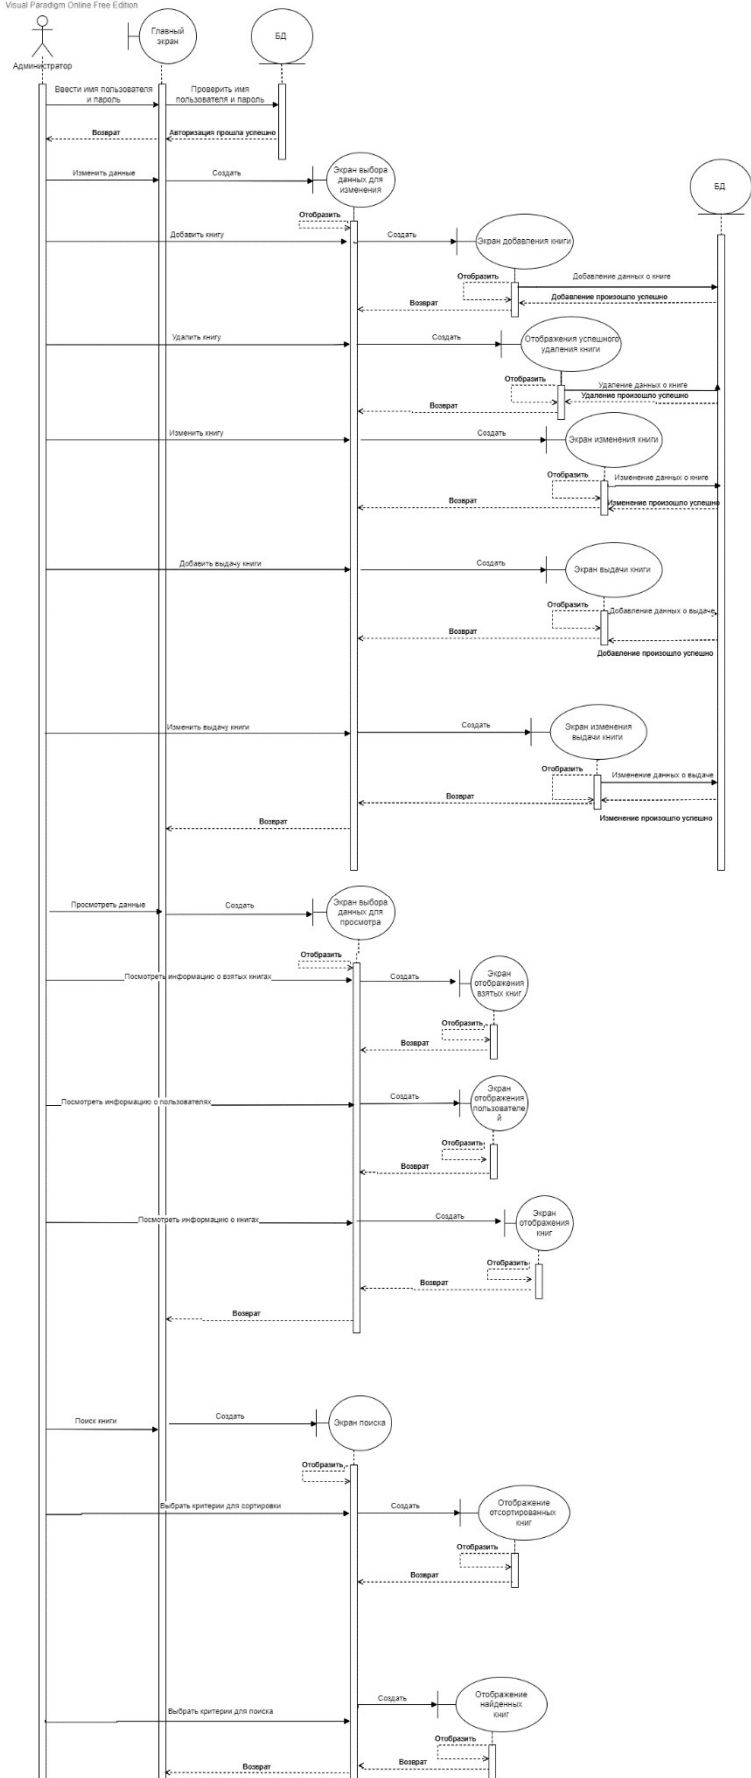 Visual Paradigm Online Free Edition
Главный
экран
БД
Администратор
Ввести имя пользователя
и пароль
Проверить имя
пользователя и пароль
Возврат
Авторизация прошла успешно
Изменить данные
Создать
Экран выбора
данных для
изменения
БД
Отобразить
Добавить книгу
Создать
Экран добавления книги
Отобразить
Добавление данных о книге
Добавление произошло успешно
Возврат
Удалить книгу
Создать
Отображения успешного
удаления книги
Отобразить
Удаление данных о книге
Удаление произошло успешно
Возврат
Изменить книгу
Создать
Экран изменения книги
Отобразить
Изменение данных о книге
Возврат
Изменение произошло успешно
Добавить выдачу книги
Создать
Экран выдачи книги
Отобразить
Добавление данных о выдаче
Возврат
Добавление произошло успешно
Изменить выдачу книги
Создать
Экран изменения
выдачи книги
Отобразить
Изменение данных о выдаче
Возврат
Изменение произошло успешно
Возврат
Просмотреть данные
Создать
Экран выбора
данных для
просмотра
Отобразить
Посмотреть информацию о взятых книгах
Создать
Экран
отображения
взятых книг
Отобразить
Возврат
Посмотреть информацию о пользователях
Создать
Экран
отображения
пользователе
й
Отобразить
Возврат
Посмотреть информацию о книгах
Создать
Экран
отображения
книг
Отобразить
Возврат
Возврат
Поиск книги
Создать
Экран поиска
Отобразить
Выбрать критерии для сортировки
Создать
Отображение
отсортированных
книг
Отобразить
Возврат
Выбрать критерии для поиска
Создать
Отображение
найденных
книг
Отобразить
Возврат
Возврат